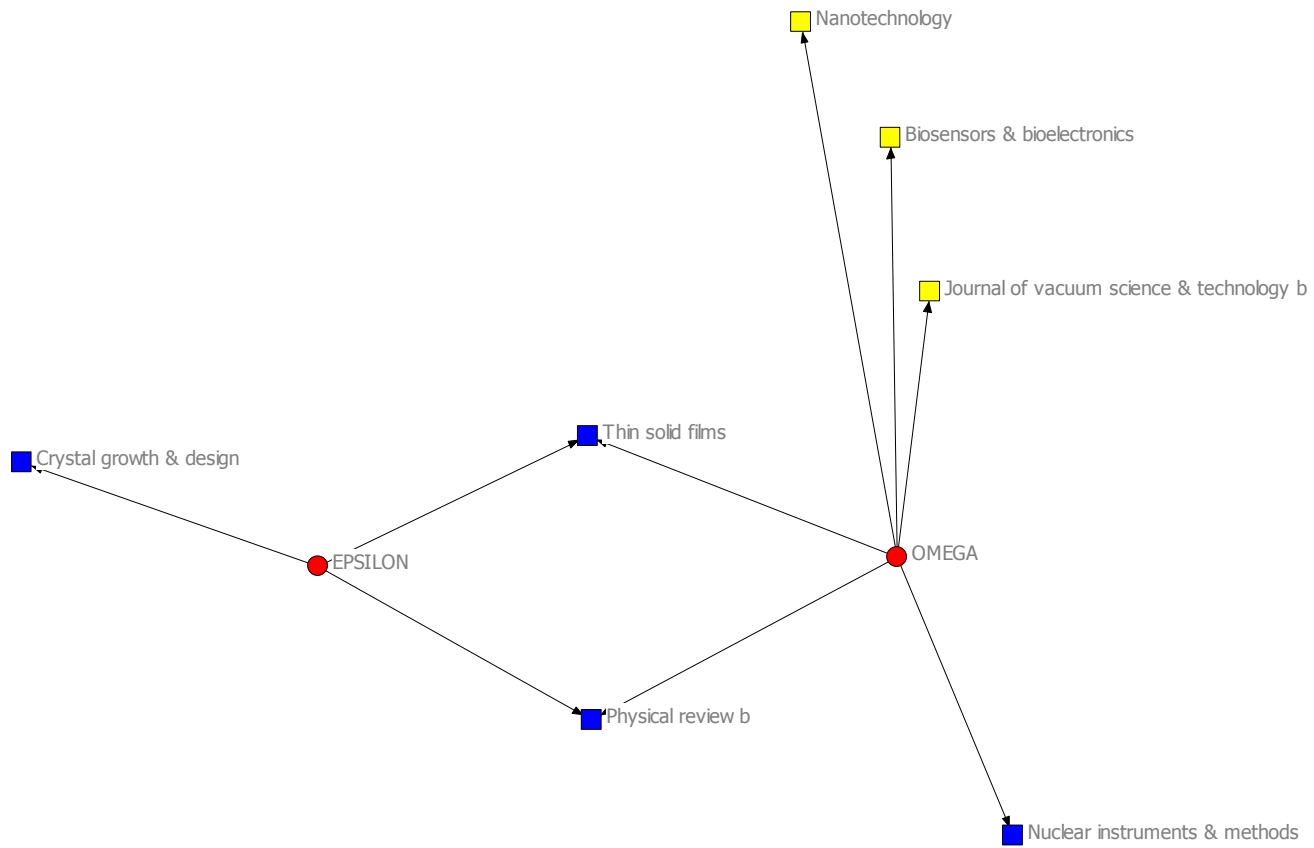 Nanotechnology
Biosensors & bioelectronics
Journal of vacuum science & technology b
Thin solid films
Crystal growth & design
OMEGA
EPSILON
Physical review b
Nuclear instruments & methods